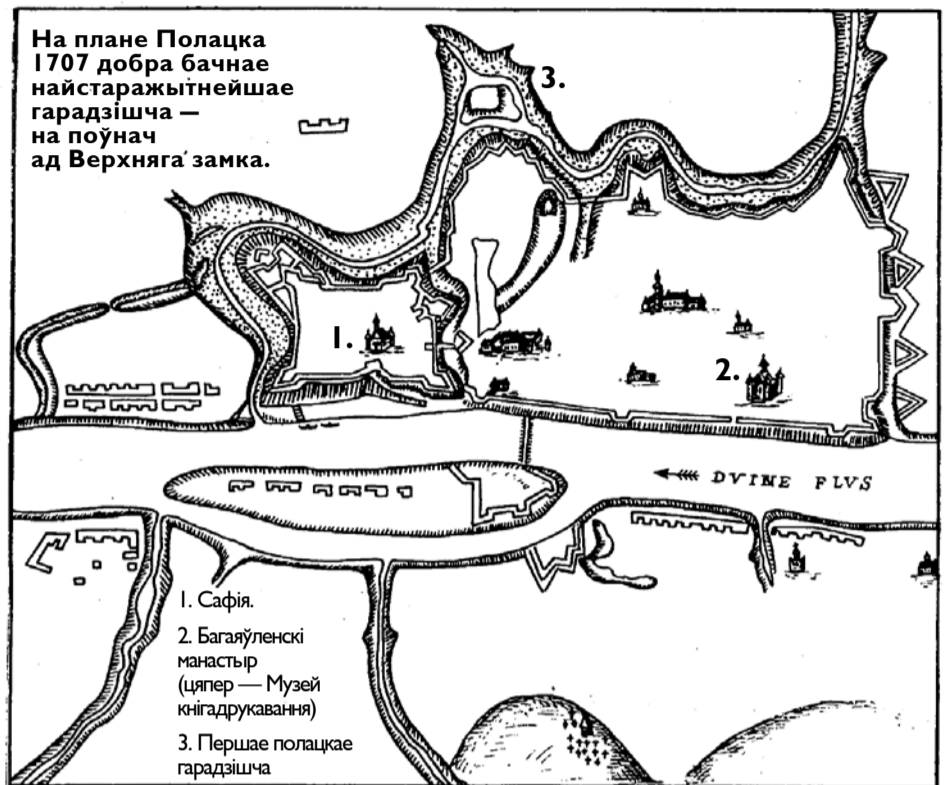 На плане Полацка
1707 добра бачнае
найстаражытнейшае
гарадзішча —
на поўнач
ад Верхняга замка.
3.
1.
2.
DVINE FLVS
1. Сафія.
2. Багаяўленскі
манастыр
(цяпер — Музей
кнігадрукавання)
3. Першае полацкае
гарадзішча